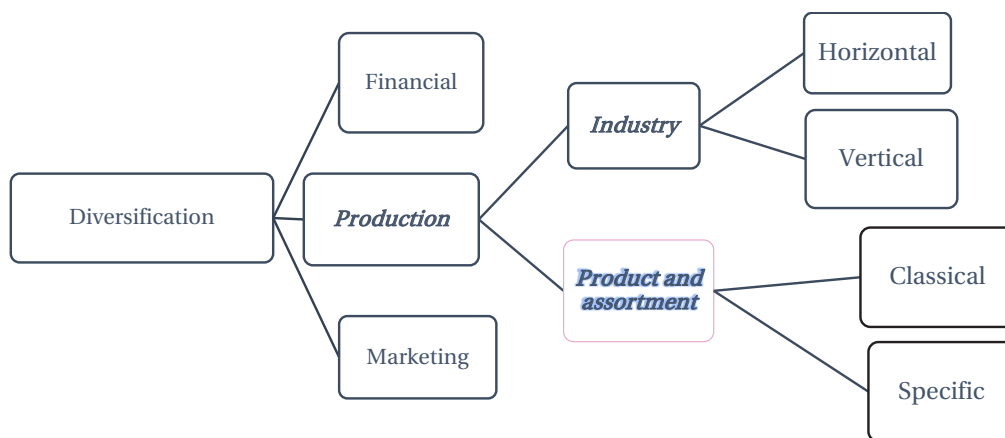 Diversification
Financial
Production
Marketing
Industry
Product and
assortment
Horizontal
Vertical
Classical
Specific